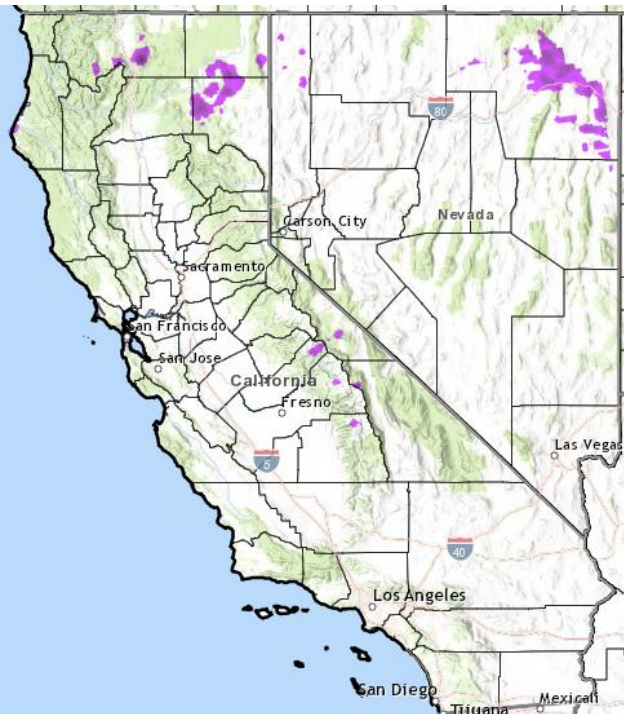 80
Nevada
Carson City
Sacramento
San Francisco
San Jose
California
Fresno
5
Las Vegas
40
Los Angeles
San Diego
Mexicali
Tijuana